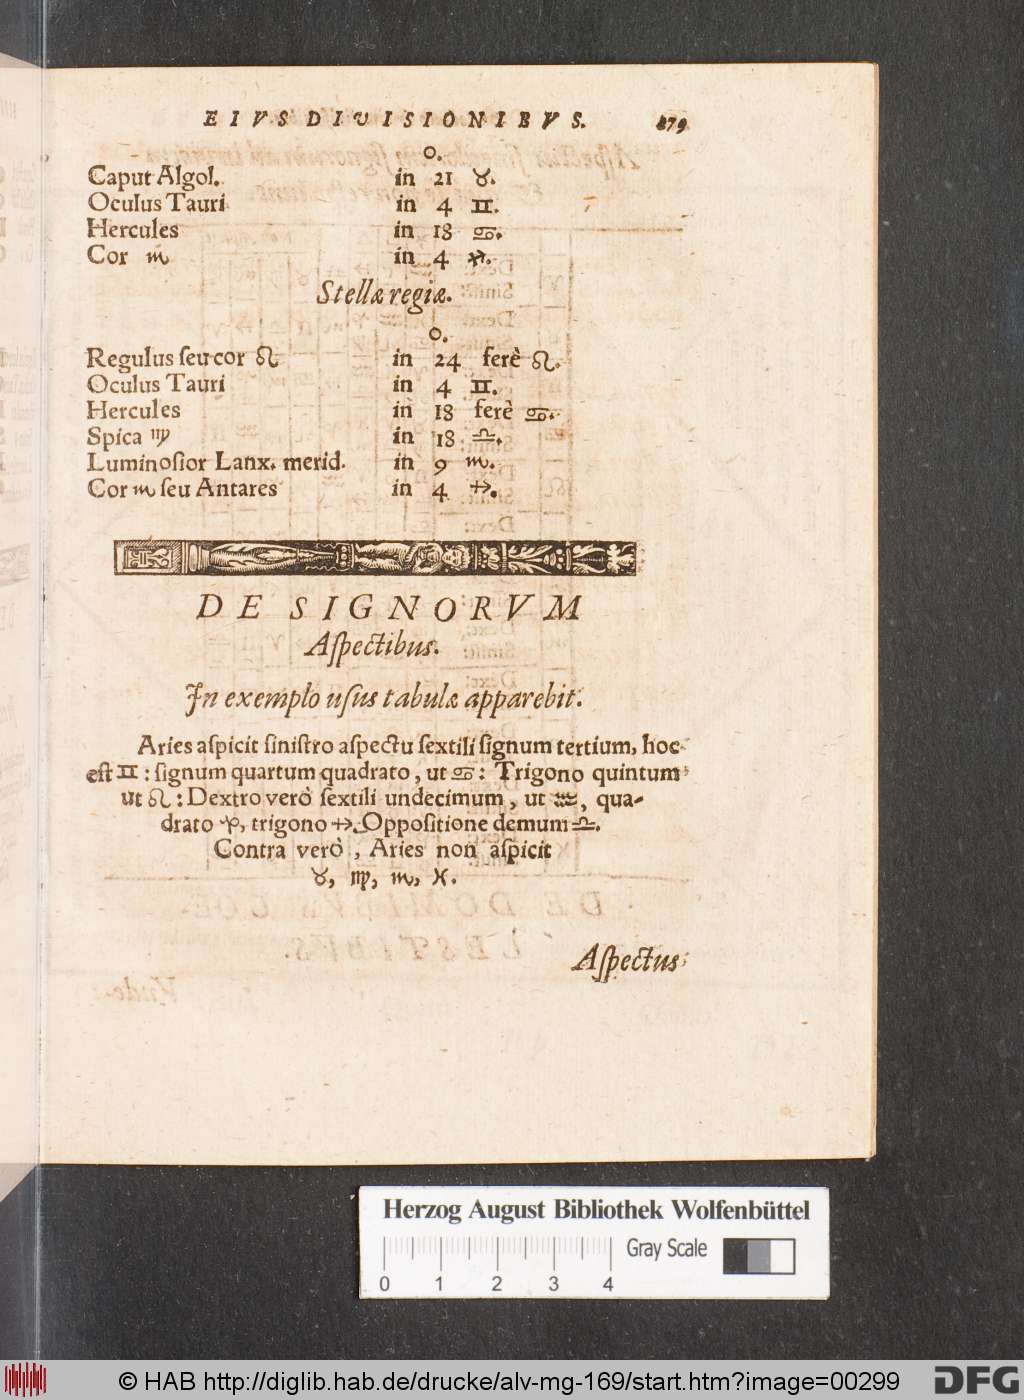 EIVS DIVISIONIBVS. 279
o.
Caput Algol. in 21 ♉.
Oculus Tauri in 4 ♊.
Hercules in 18 ♋.
Cor ♏ in 4 ♐.
Stellæ regiæ.
o.
Regulus ſeu cor ♌ in 24 ferè ♌.
Oculus Tauri in 4 ♊.
Hercules in 18 ferè ♋.
Spica ♍ in 18 ♎.
Luminoſior Lanx. merid. in 9 ♏.
Cor ♏ ſeu Antares in 4 ♐.
DE SIGNORVM
Aſpectibus.
In exemplo uſus tabulæ apparebit.
Aries aſpicit ſiniſtro aſpectu ſextili ſignum tertium, hoc
eſt ♊: ſignum quartum quadrato, ut ♋: Trigono quintum
ut ♌: Dextro verò ſextili undecimum, ut ♒, qua-
drato ♑, trigono ♐. Oppoſitione demum ♎.
Contra verò, Aries non aſpicit
♉, ♍, ♏, ♓.
Aſpectus
Herzog August Bibliothek Wolfenbüttel
Gray Scale
0 1 2 3 4
© HAB http://diglib.hab.de/drucke/alv-mg-169/start.htm?image=00299
DFG